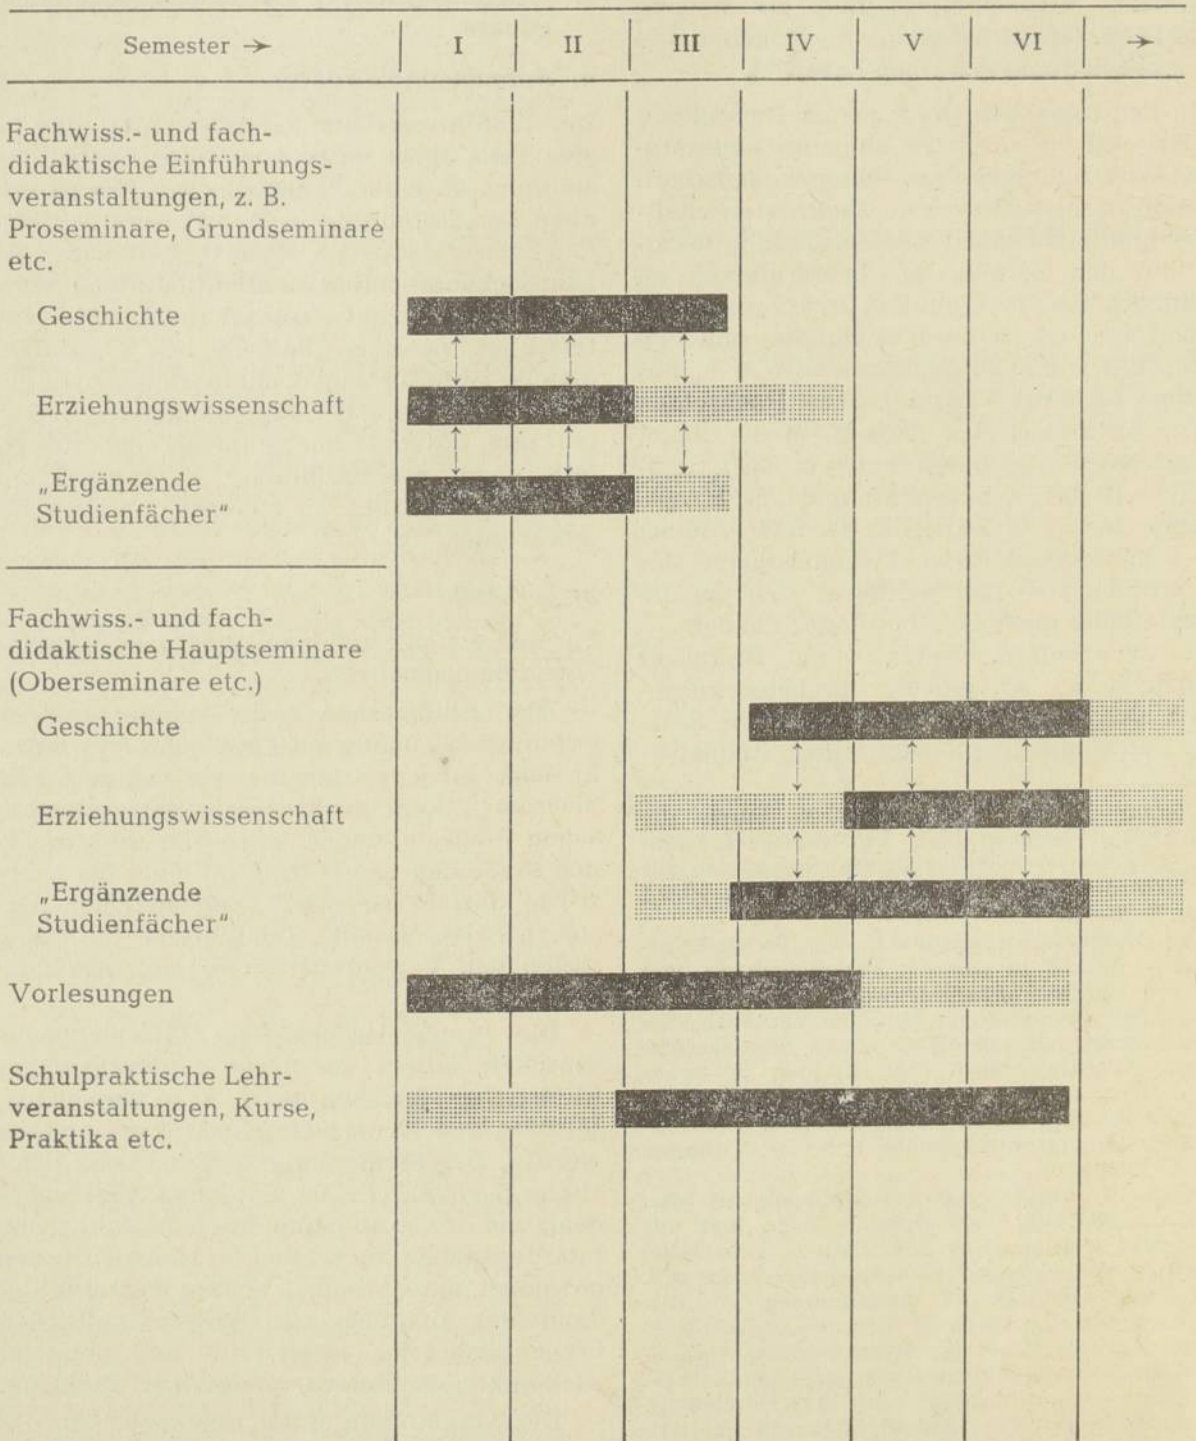 Semester → I II III IV V VI →
Fachwiss.- und fach-
didaktische Einführungs-
veranstaltungen, z. B.
Proseminare, Grundseminare
etc.
Geschichte
Erziehungswissenschaft
„Ergänzende
Studienfächer"
Fachwiss.- und fach-
didaktische Hauptseminare
(Oberseminare etc.)
Geschichte
Erziehungswissenschaft
„Ergänzende
Studienfächer"
Vorlesungen
Schulpraktische Lehr-
veranstaltungen, Kurse,
Praktika etc.